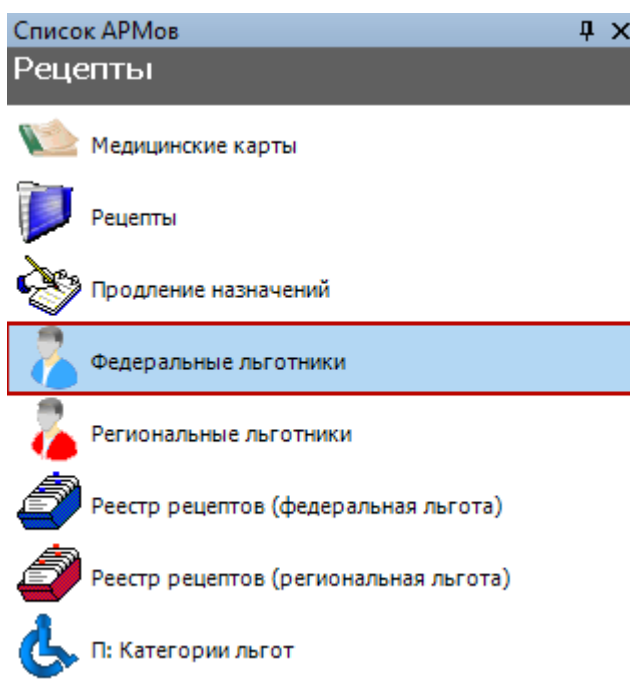 Список АРМов
Рецепты
Медицинские карты
Рецепты
Продление назначений
Федеральные льготники
Региональные льготники
Реестр рецептов (федеральная льгота)
Реестр рецептов (региональная льгота)
П: Категории льгот